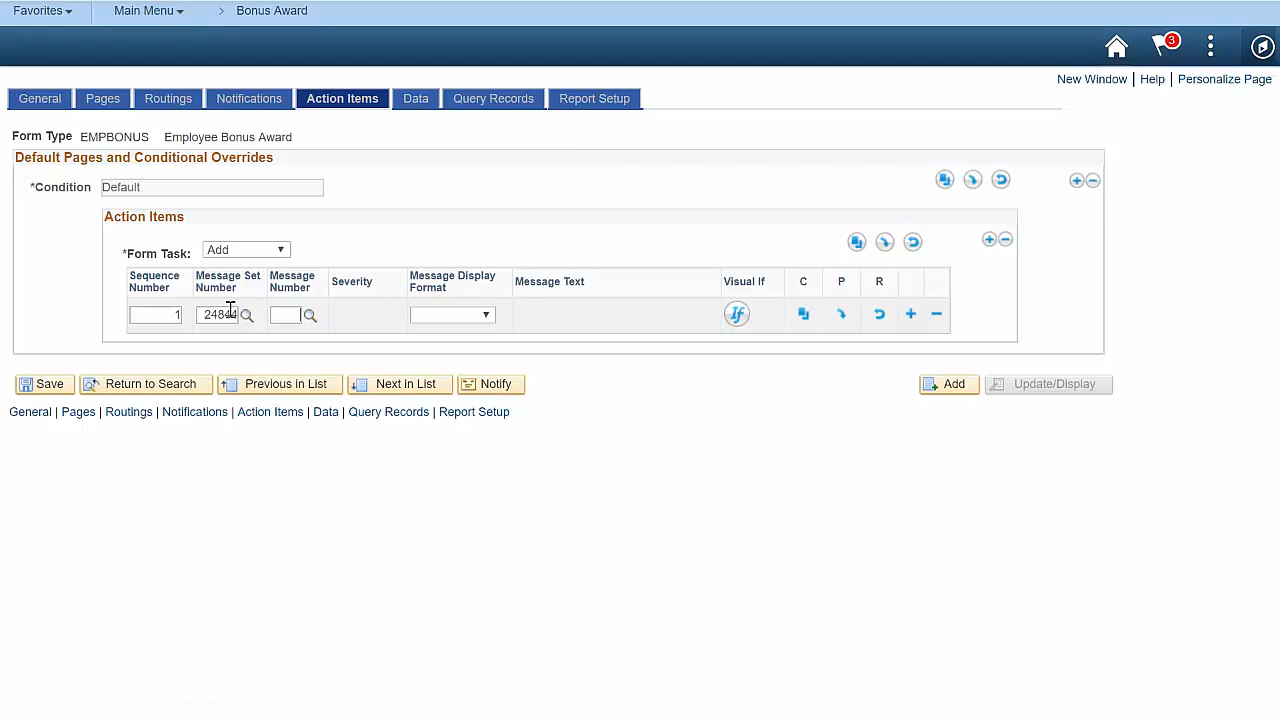 Favorites Main Menu > Bonus Award
3
New Window | Help | Personalize Page
General Pages Routings Notifications Action Items Data Query Records Report Setup
Form Type EMPBONUS Employee Bonus Award
Default Pages and Conditional Overrides
*Condition Default
Action Items
*Form Task: Add
Sequence Number Message Set Number Message Number Severity Message Display Format Message Text Visual If C P R
1 If
Save Return to Search Previous in List Next in List Notify Add Update/Display
General | Pages | Routings | Notifications | Action Items | Data | Query Records | Report Setup